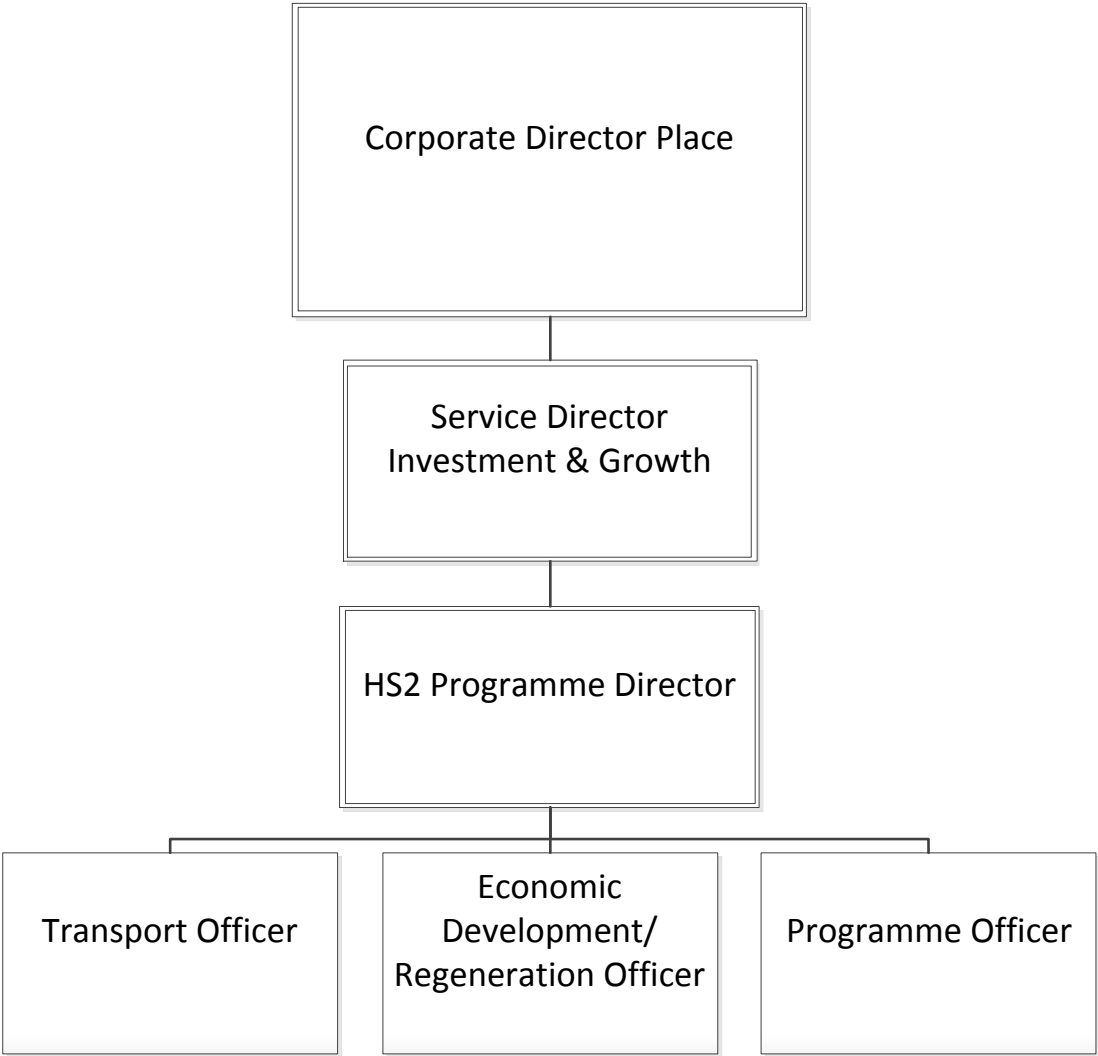 Corporate Director Place
Service Director
Investment & Growth
HS2 Programme Director
Transport Officer
Economic
Development/
Regeneration Officer
Programme Officer